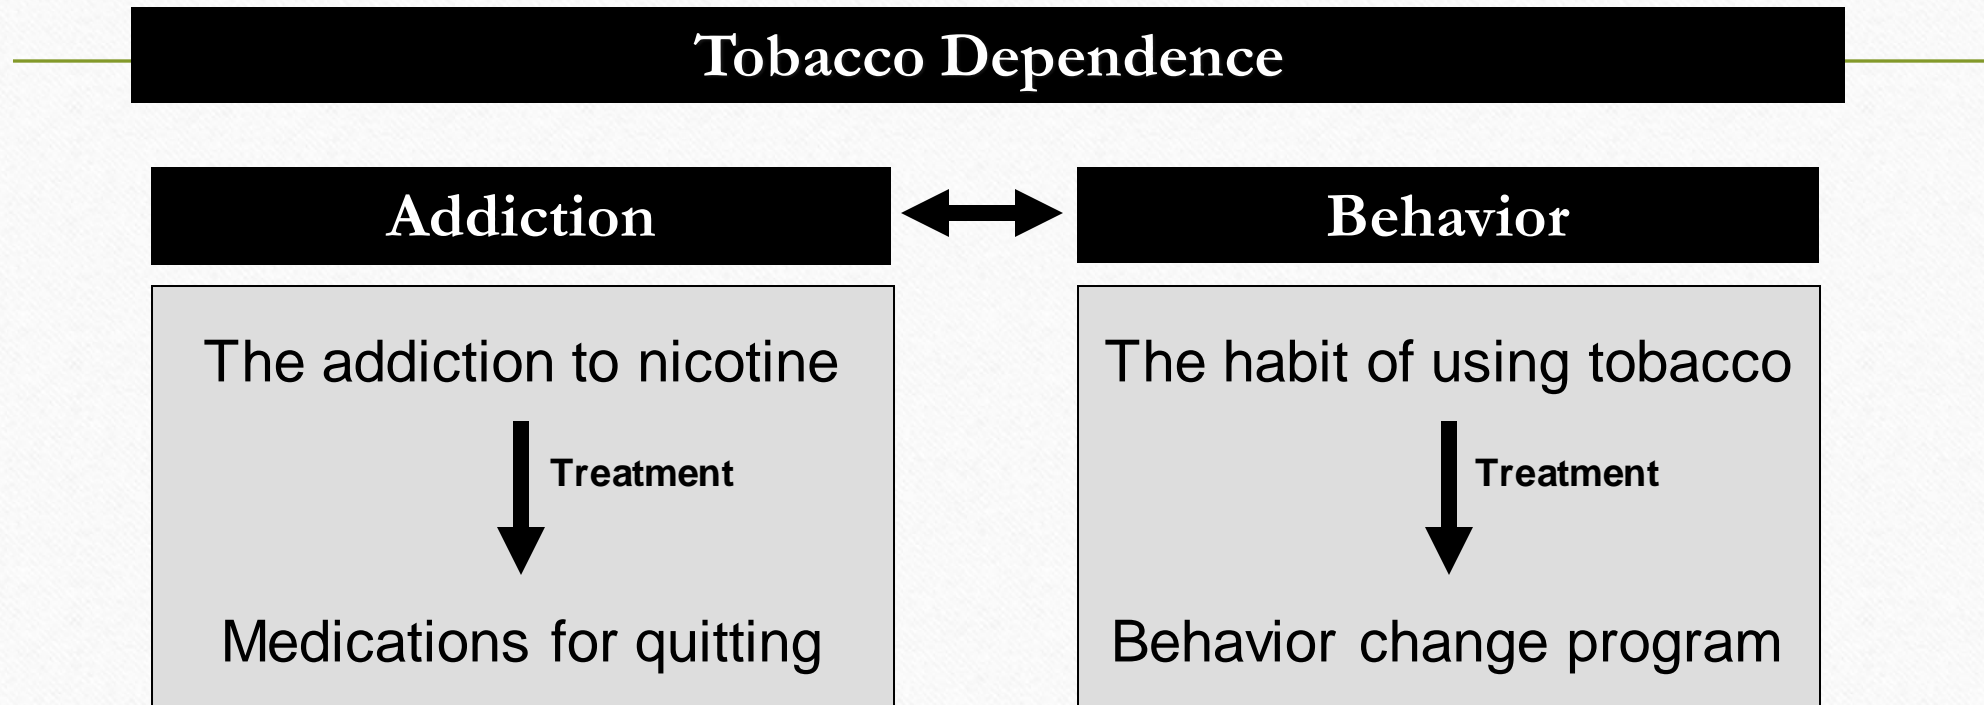 Tobacco Dependence
Addiction
Behavior
The addiction to nicotine
Treatment
Medications for quitting
The habit of using tobacco
Treatment
Behavior change program